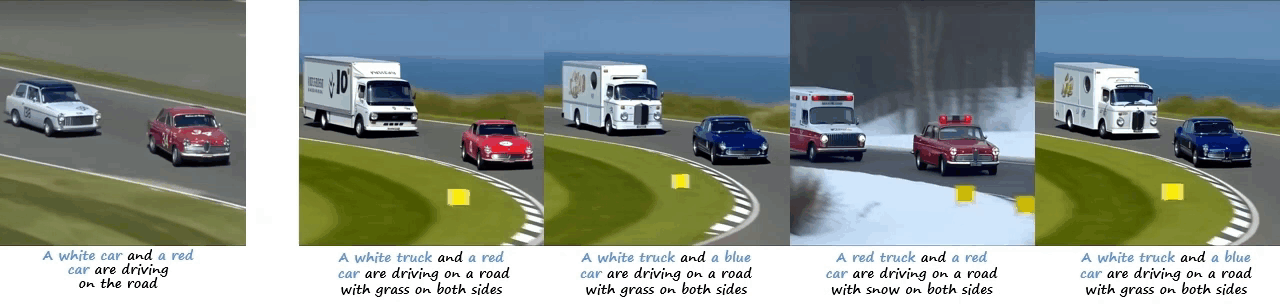 A white car and a red
car are driving
on the road
A white truck and a red
car are driving on a road
with grass on both sides
A white truck and a blue
car are driving on a road
with grass on both sides
A red truck and a red
car are driving on a road
with snow on both sides
A white truck and a blue
car are driving on a road
with grass on both sides
34
10